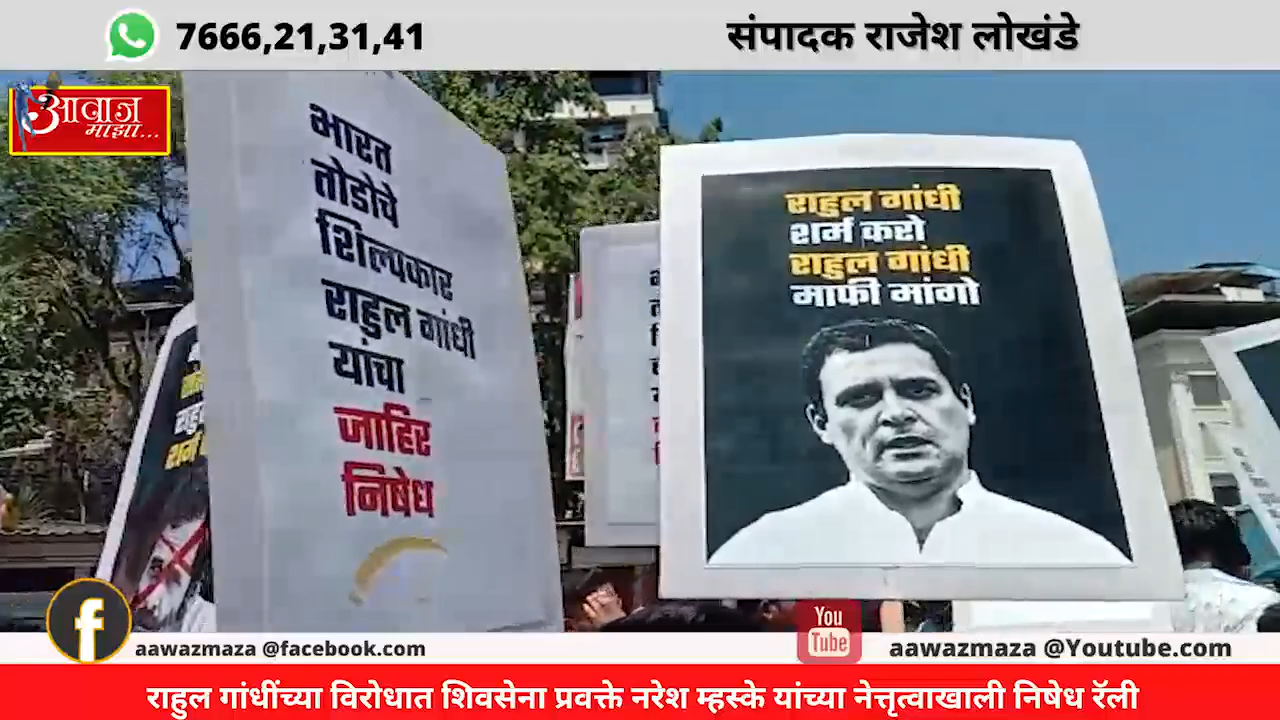 7666,21,31,41
संपादक राजेश लोखंडे
आवाज
माझा...
भारत
तोडोचे
शिल्पकार
राहुल गांधी
यांचा
जाहिर
निषेध
राहुल गांधी
शर्म करो
राहुल गांधी
माफी मांगो
aawazmaza @facebook.com
You
Tube
aawazmaza @Youtube.com
राहुल गांधींच्या विरोधात शिवसेना प्रवक्ते नरेश म्हस्के यांच्या नेत्तृत्वाखाली निषेध रॅली